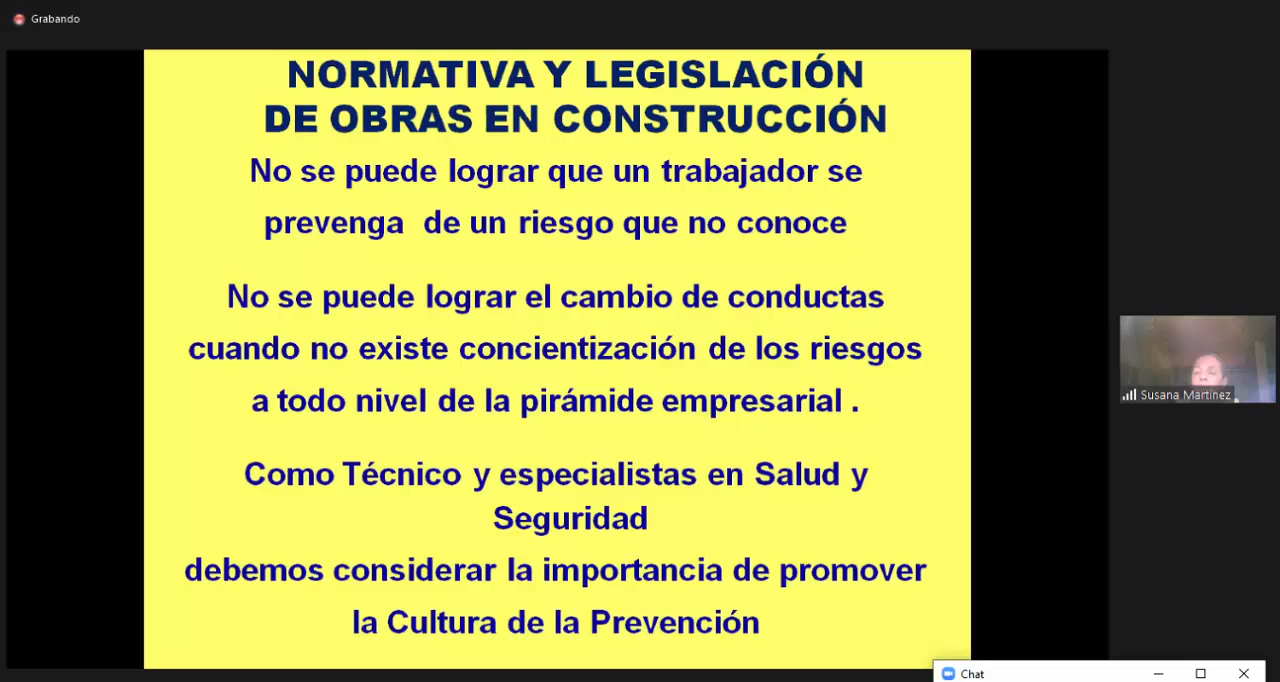 Grabando
NORMATIVA Y LEGISLACIÓN
DE OBRAS EN CONSTRUCCIÓN
No se puede lograr que un trabajador se
prevenga de un riesgo que no conoce
No se puede lograr el cambio de conductas
cuando no existe concientización de los riesgos
a todo nivel de la pirámide empresarial .
Como Técnico y especialistas en Salud y
Seguridad
debemos considerar la importancia de promover
la Cultura de la Prevención
Susana Martínez
Chat